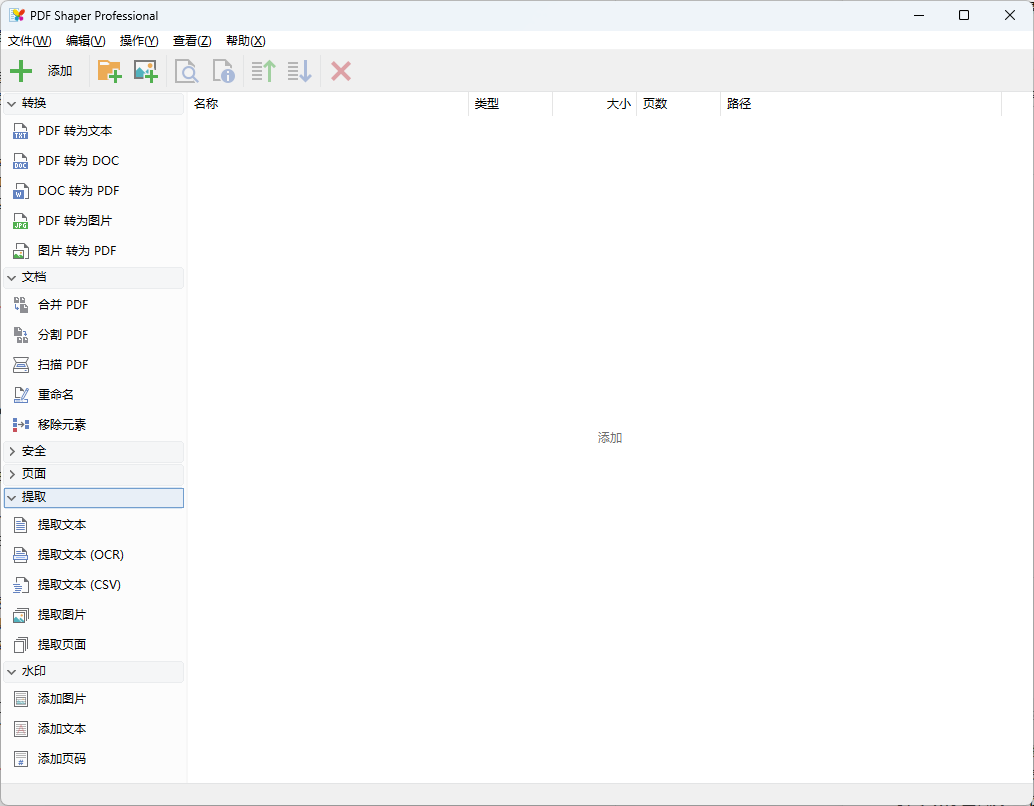 PDF Shaper Professional
文件(W) 编辑(V) 操作(Y) 查看(Z) 帮助(X)
添加
名称 类型 大小 页数 路径
转换
PDF 转为文本
PDF 转为 DOC
DOC 转为 PDF
PDF 转为图片
图片 转为 PDF
文档
合并 PDF
分割 PDF
扫描 PDF
重命名
移除元素
安全
页面
提取
提取文本
提取文本 (OCR)
提取文本 (CSV)
提取图片
提取页面
水印
添加图片
添加文本
添加页码
添加